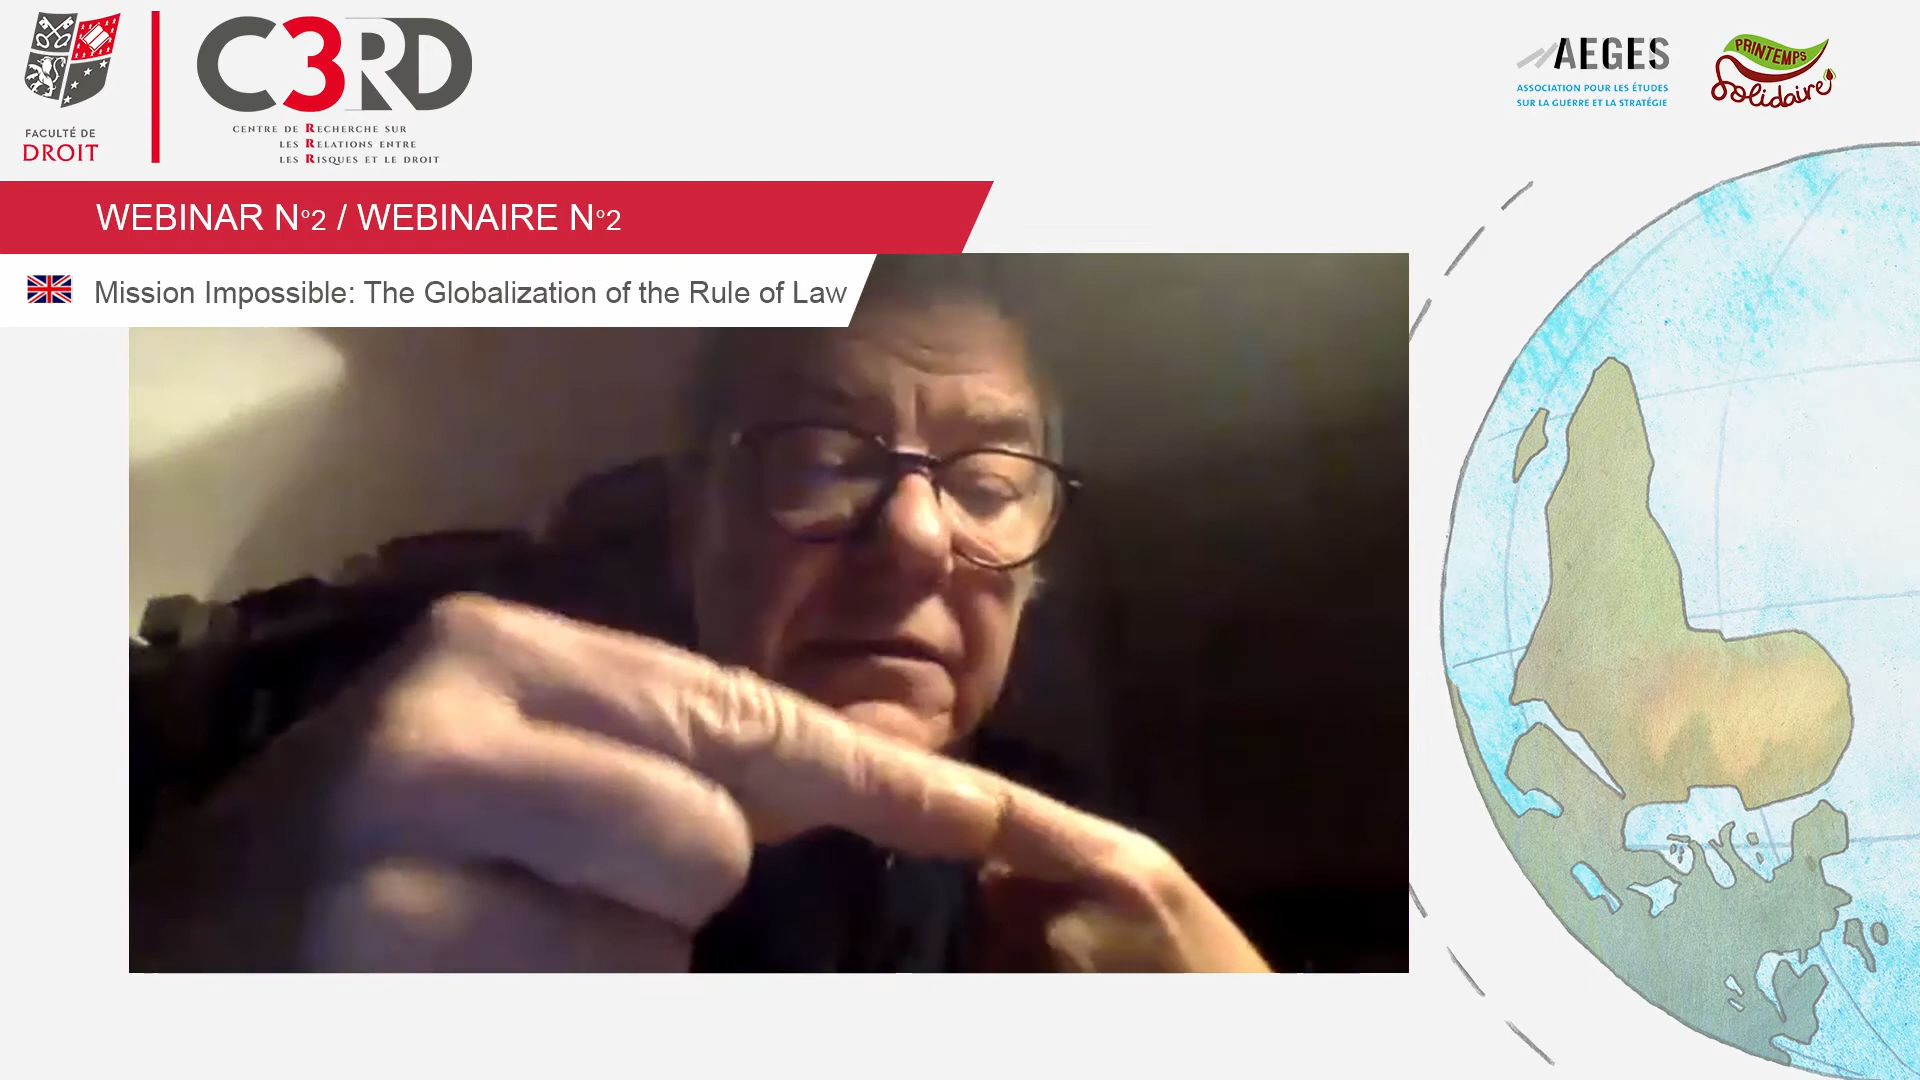 FACULTÉ DE
DROIT
C3RD
CENTRE DE RECHERCHE SUR
LES RELATIONS ENTRE
LES RISQUES ET LE DROIT
AEGES
ASSOCIATION POUR LES ÉTUDES
SUR LA GUERRE ET LA STRATÉGIE
PRINTEMPS
Solidaire
WEBINAR N°2 / WEBINAIRE N°2
Mission Impossible: The Globalization of the Rule of Law